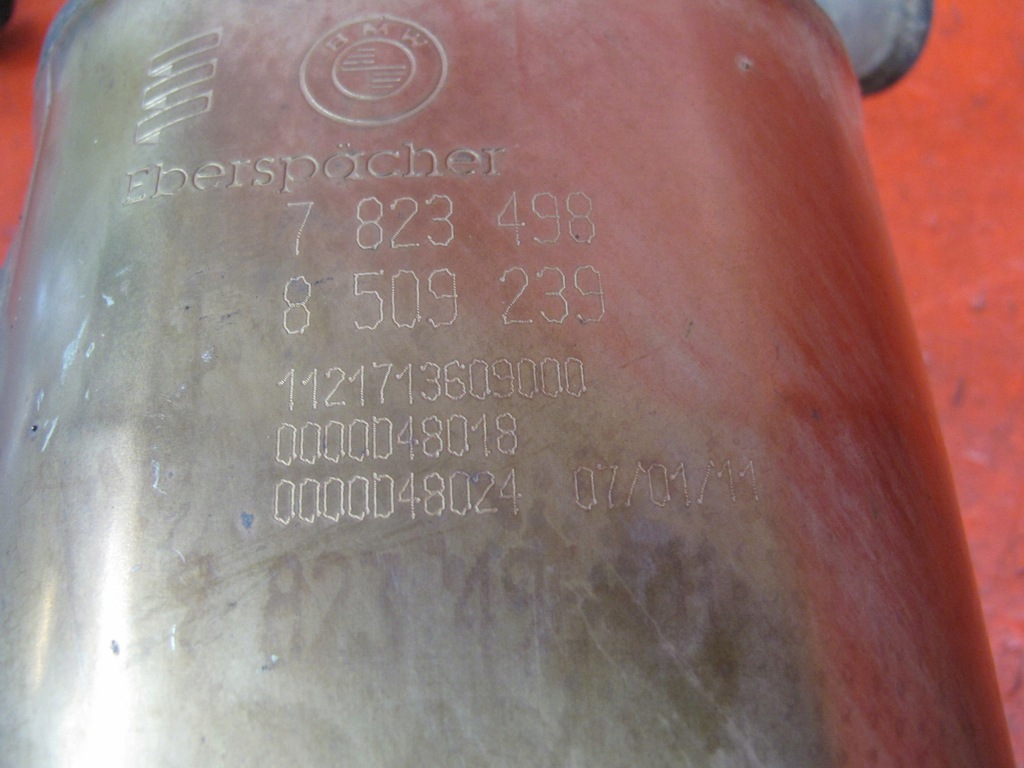 BMW
Eberspächer
7 823 498
8 509 239
1121713609000
0000D48018
0000D48024 07/01/11